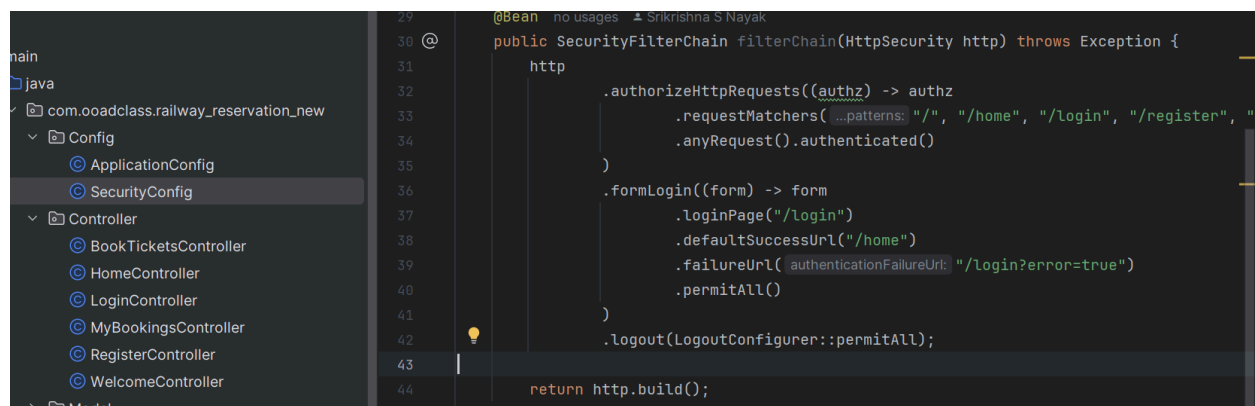 main
java
com.ooadclass.railway_reservation_new
Config
ApplicationConfig
SecurityConfig
Controller
BookTicketsController
HomeController
LoginController
MyBookingsController
RegisterController
WelcomeController
29 @Bean no usages Srikrishna S Nayak
30 @ public SecurityFilterChain filterChain(HttpSecurity http) throws Exception {
31 http
32 .authorizeHttpRequests((authz) -> authz
33 .requestMatchers( ...patterns: "/", "/home", "/login", "/register", "
34 .anyRequest().authenticated()
35 )
36 .formLogin((form) -> form
37 .loginPage("/login")
38 .defaultSuccessUrl("/home")
39 .failureUrl( authenticationFailureUrl: "/login?error=true")
40 .permitAll()
41 )
42 .logout(LogoutConfigurer::permitAll);
43
44 return http.build();